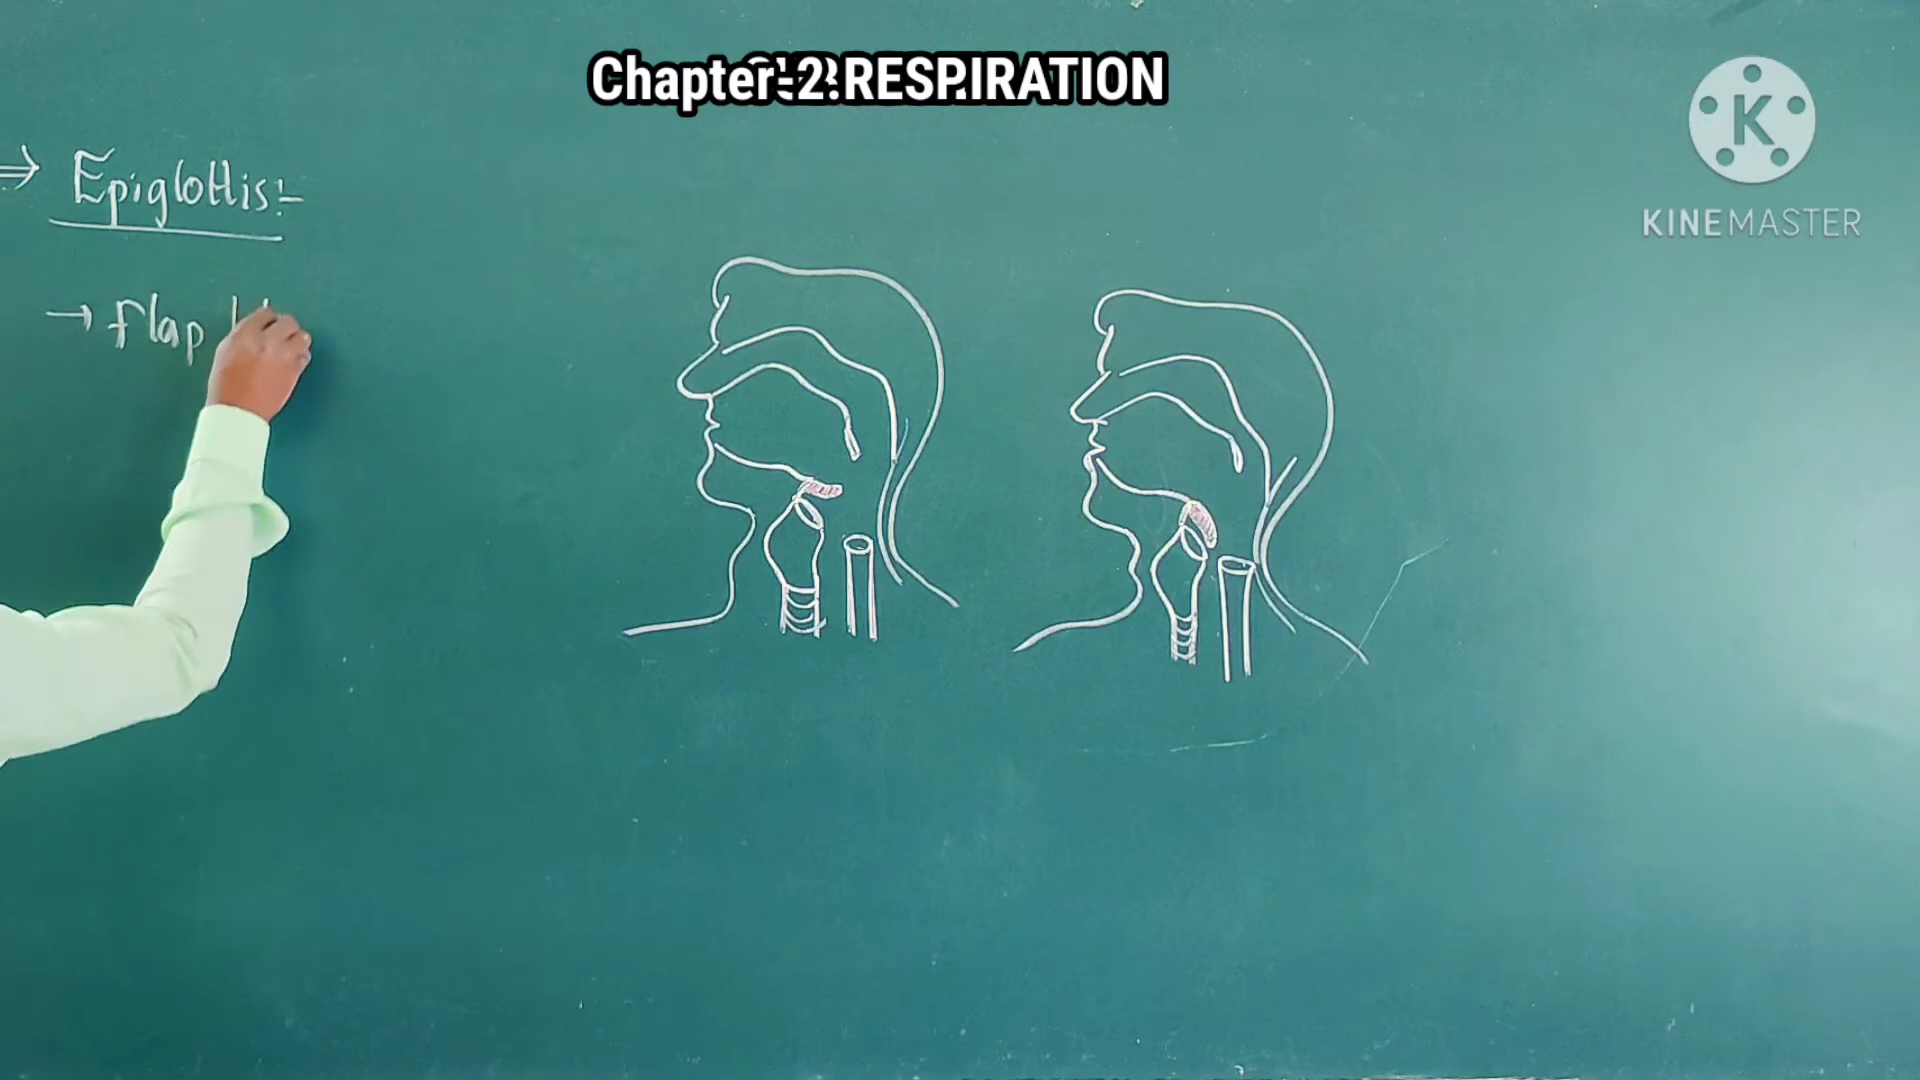 Chapter-2: RESPIRATION
K
KINEMASTER
⇒ Epiglottis:-
→ flap